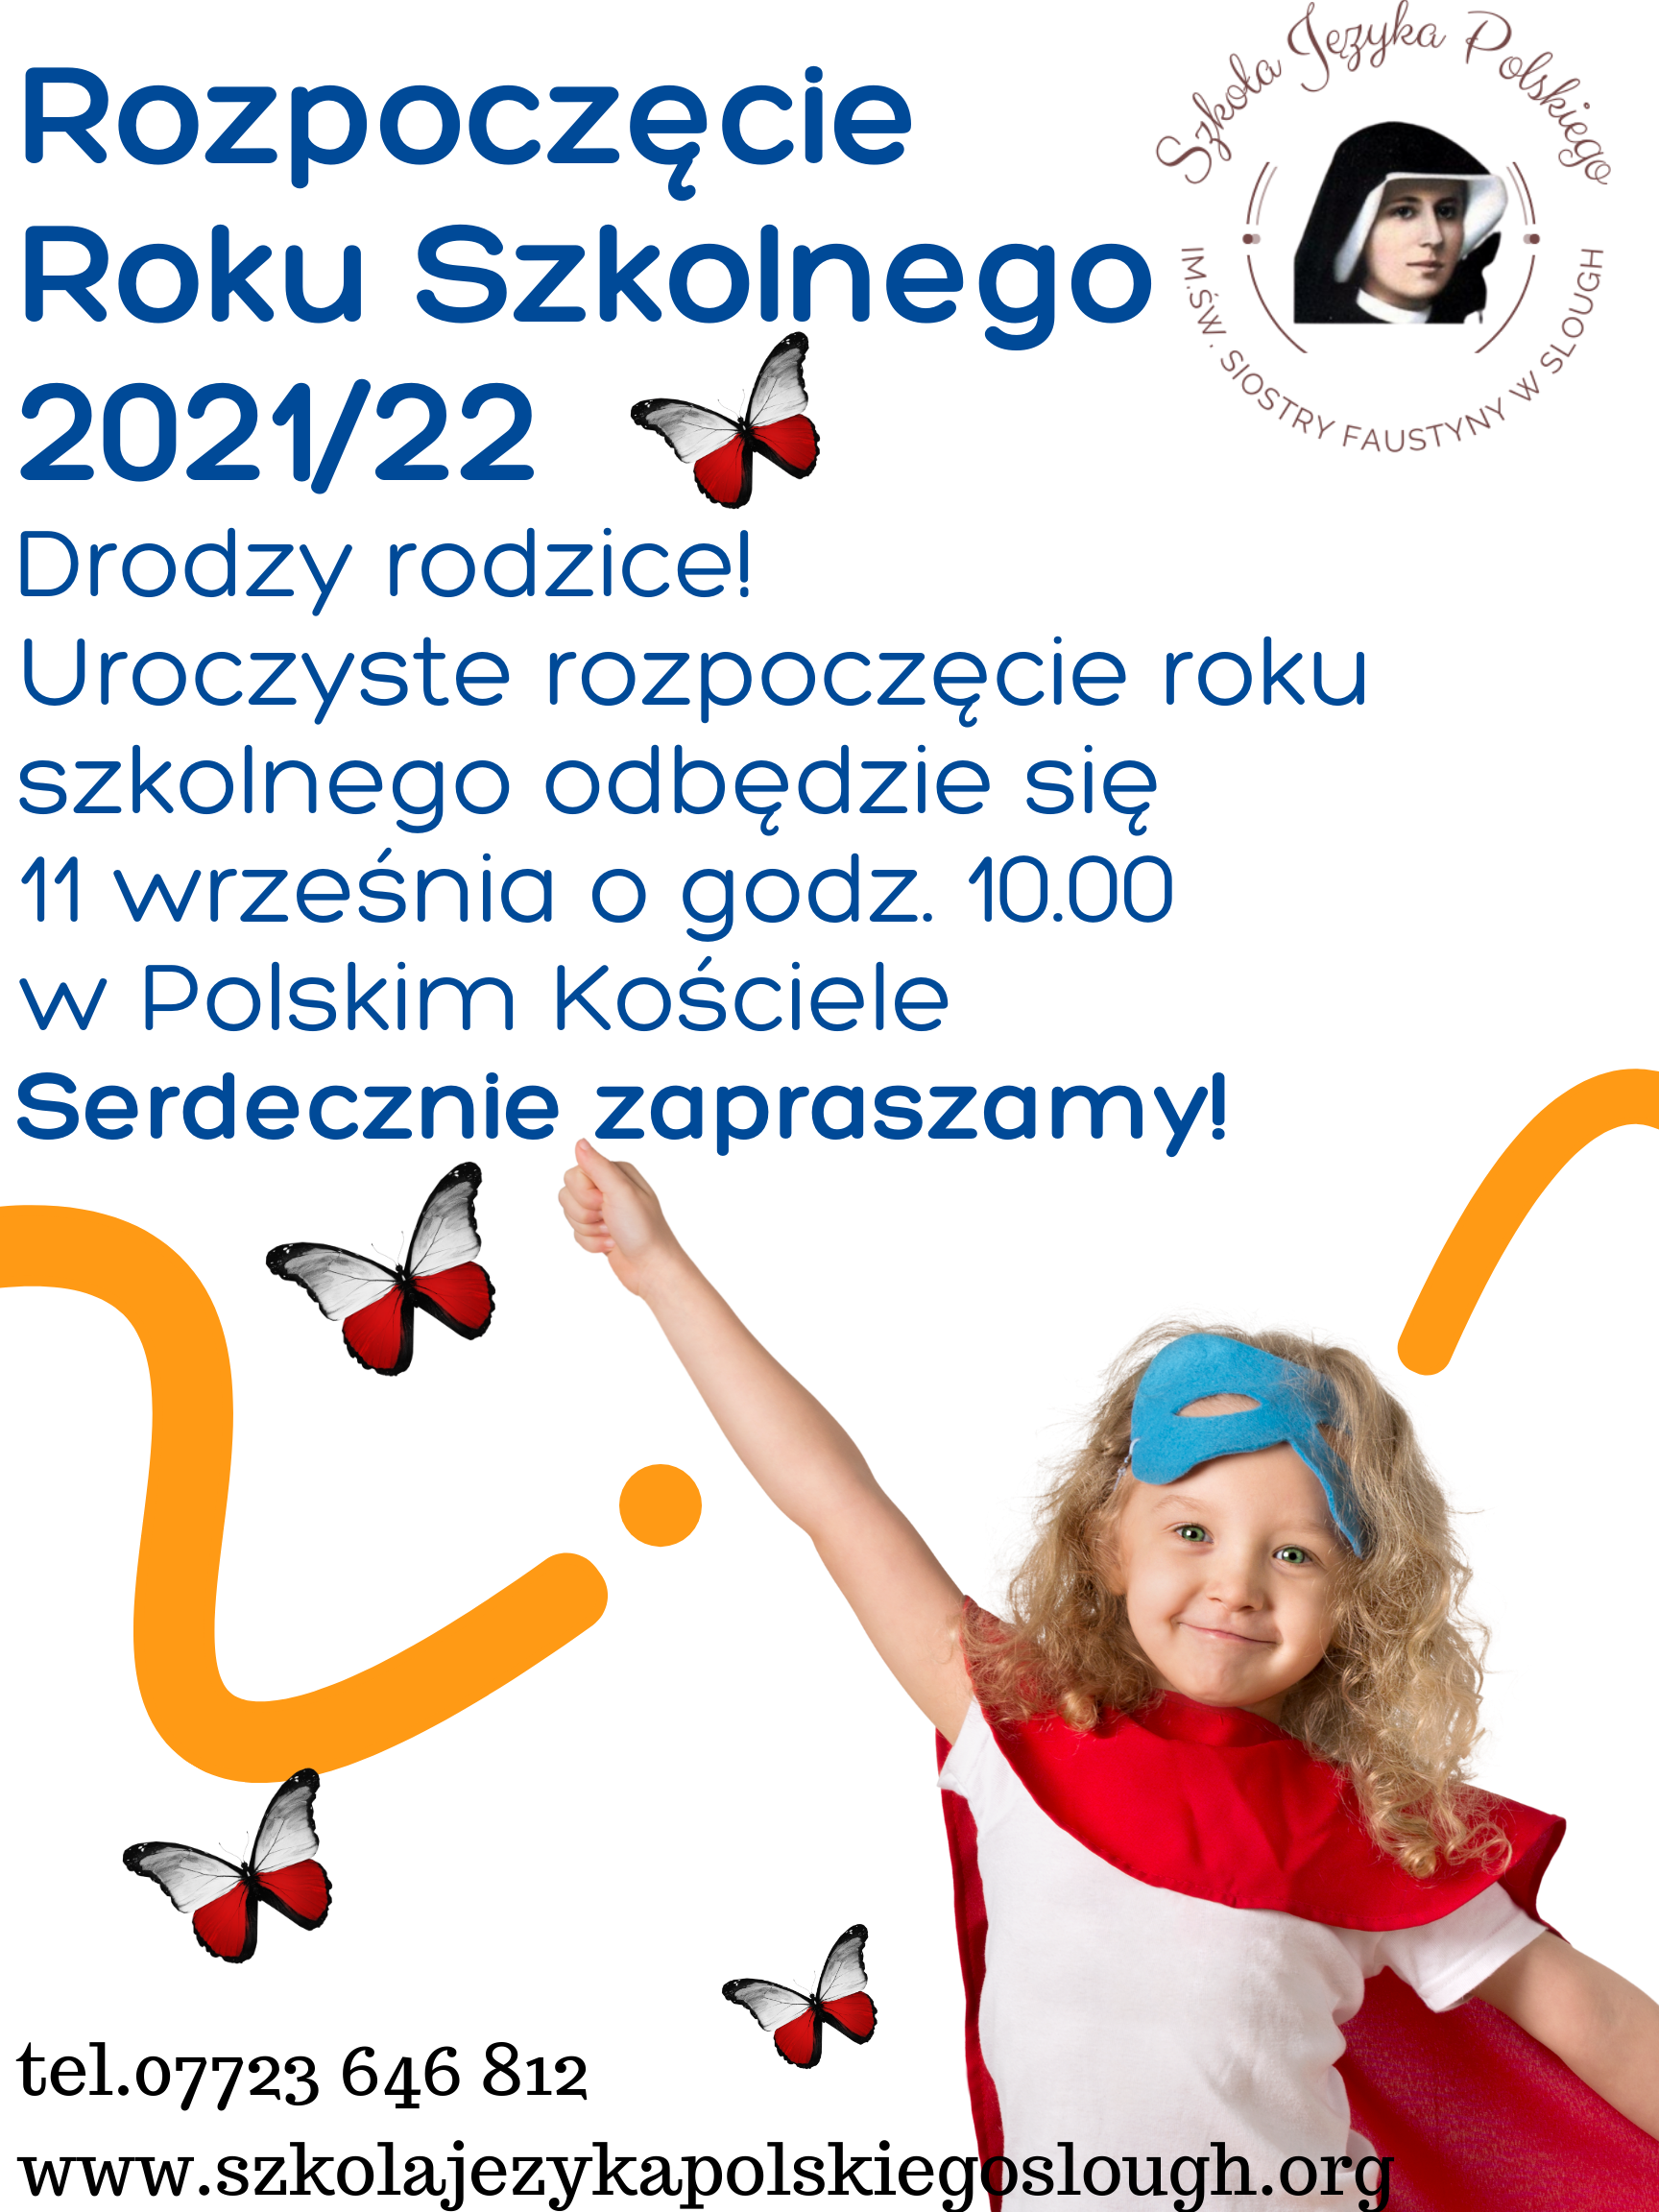 Rozpoczęcie
Roku Szkolnego
2021/22
Szkoła Języka Polskiego
IM.ŚW. SIOSTRY FAUSTYNY W SLOUGH
Drodzy rodzice!
Uroczyste rozpoczęcie roku
szkolnego odbędzie się
11 września o godz. 10.00
w Polskim Kościele
Serdecznie zapraszamy!
tel.07723 646 812
www.szkolajezykapolskiegoslough.org